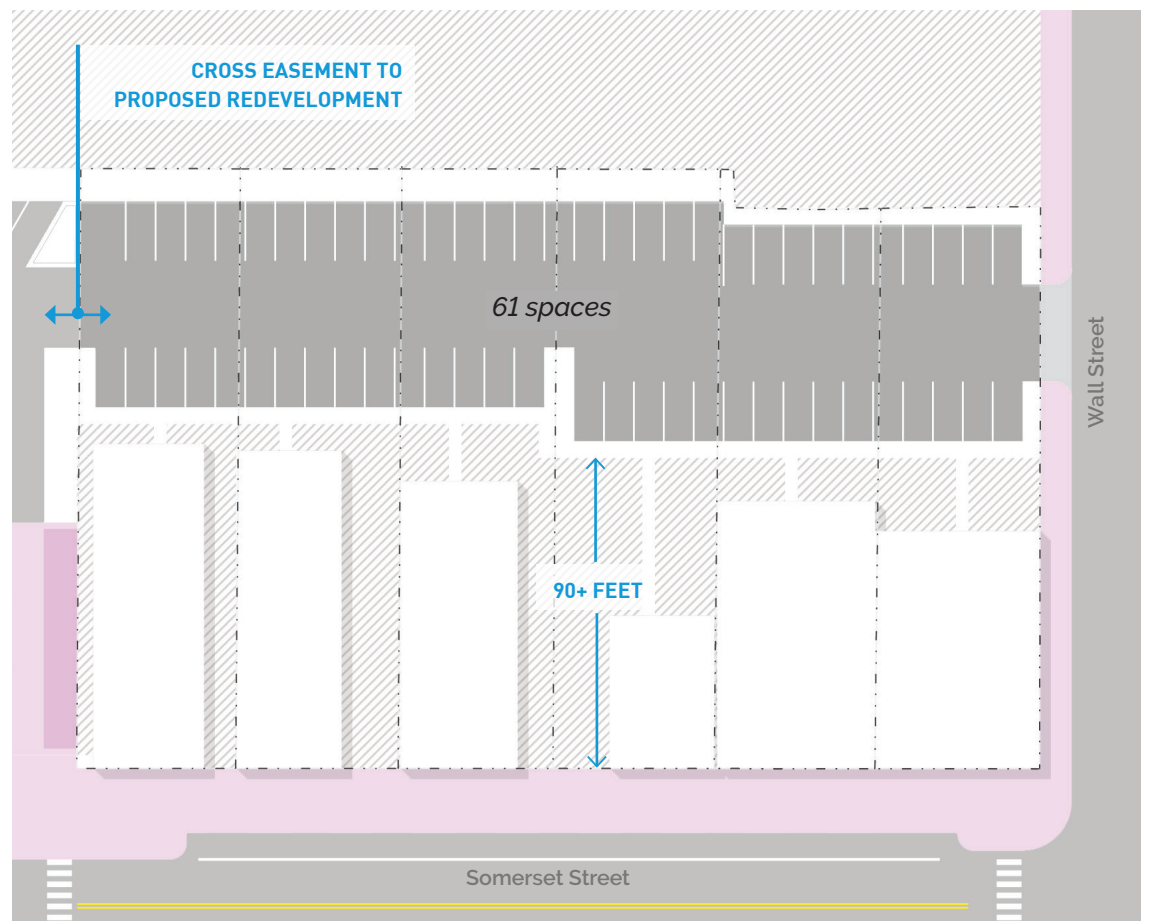 CROSS EASEMENT TO
PROPOSED REDEVELOPMENT
61 spaces
Wall Street
90+ FEET
Somerset Street